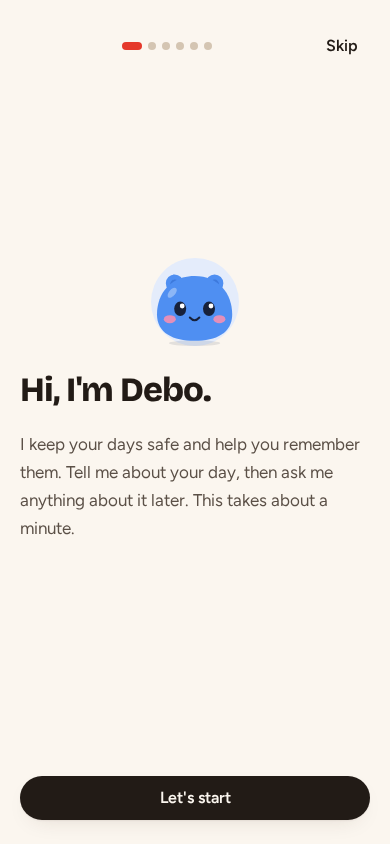 Skip
Hi, I'm Debo.
I keep your days safe and help you remember
them. Tell me about your day, then ask me
anything about it later. This takes about a
minute.
Let's start